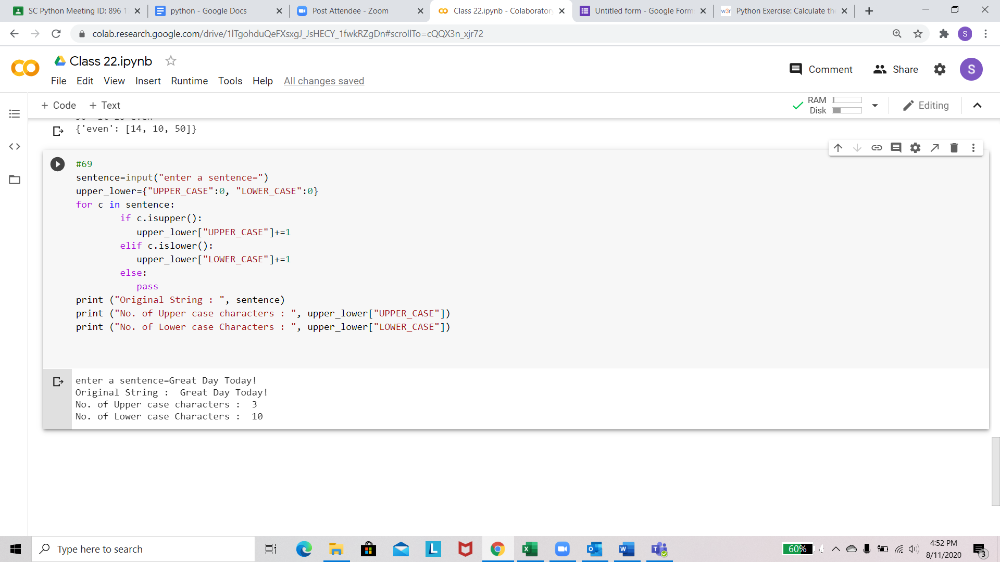 SC Python Meeting ID: 896 1
python - Google Docs
Post Attendee - Zoom
Class 22.ipynb - Colaboratory
Untitled form - Google Form
w3r Python Exercise: Calculate the
colab.research.google.com/drive/1lTgohduQeFXsxgJ_JsHECY_1fwkRZgDn#scrollTo=cQQX3n_xjr72
S
Class 22.ipynb
Comment
Share
S
File Edit View Insert Runtime Tools Help All changes saved
+ Code + Text
RAM
Disk
Editing
50 it is even
{'even': [14, 10, 50]}
#69
sentence=input("enter a sentence=")
upper_lower={"UPPER_CASE":0, "LOWER_CASE":0}
for c in sentence:
if c.isupper():
upper_lower["UPPER_CASE"]+=1
elif c.islower():
upper_lower["LOWER_CASE"]+=1
else:
pass
print ("Original String : ", sentence)
print ("No. of Upper case characters : ", upper_lower["UPPER_CASE"])
print ("No. of Lower case Characters : ", upper_lower["LOWER_CASE"])
enter a sentence=Great Day Today!
Original String :  Great Day Today!
No. of Upper case characters :  3
No. of Lower case Characters :  10
Type here to search
L
X
O
W
T
60%
4:52 PM
8/11/2020
3